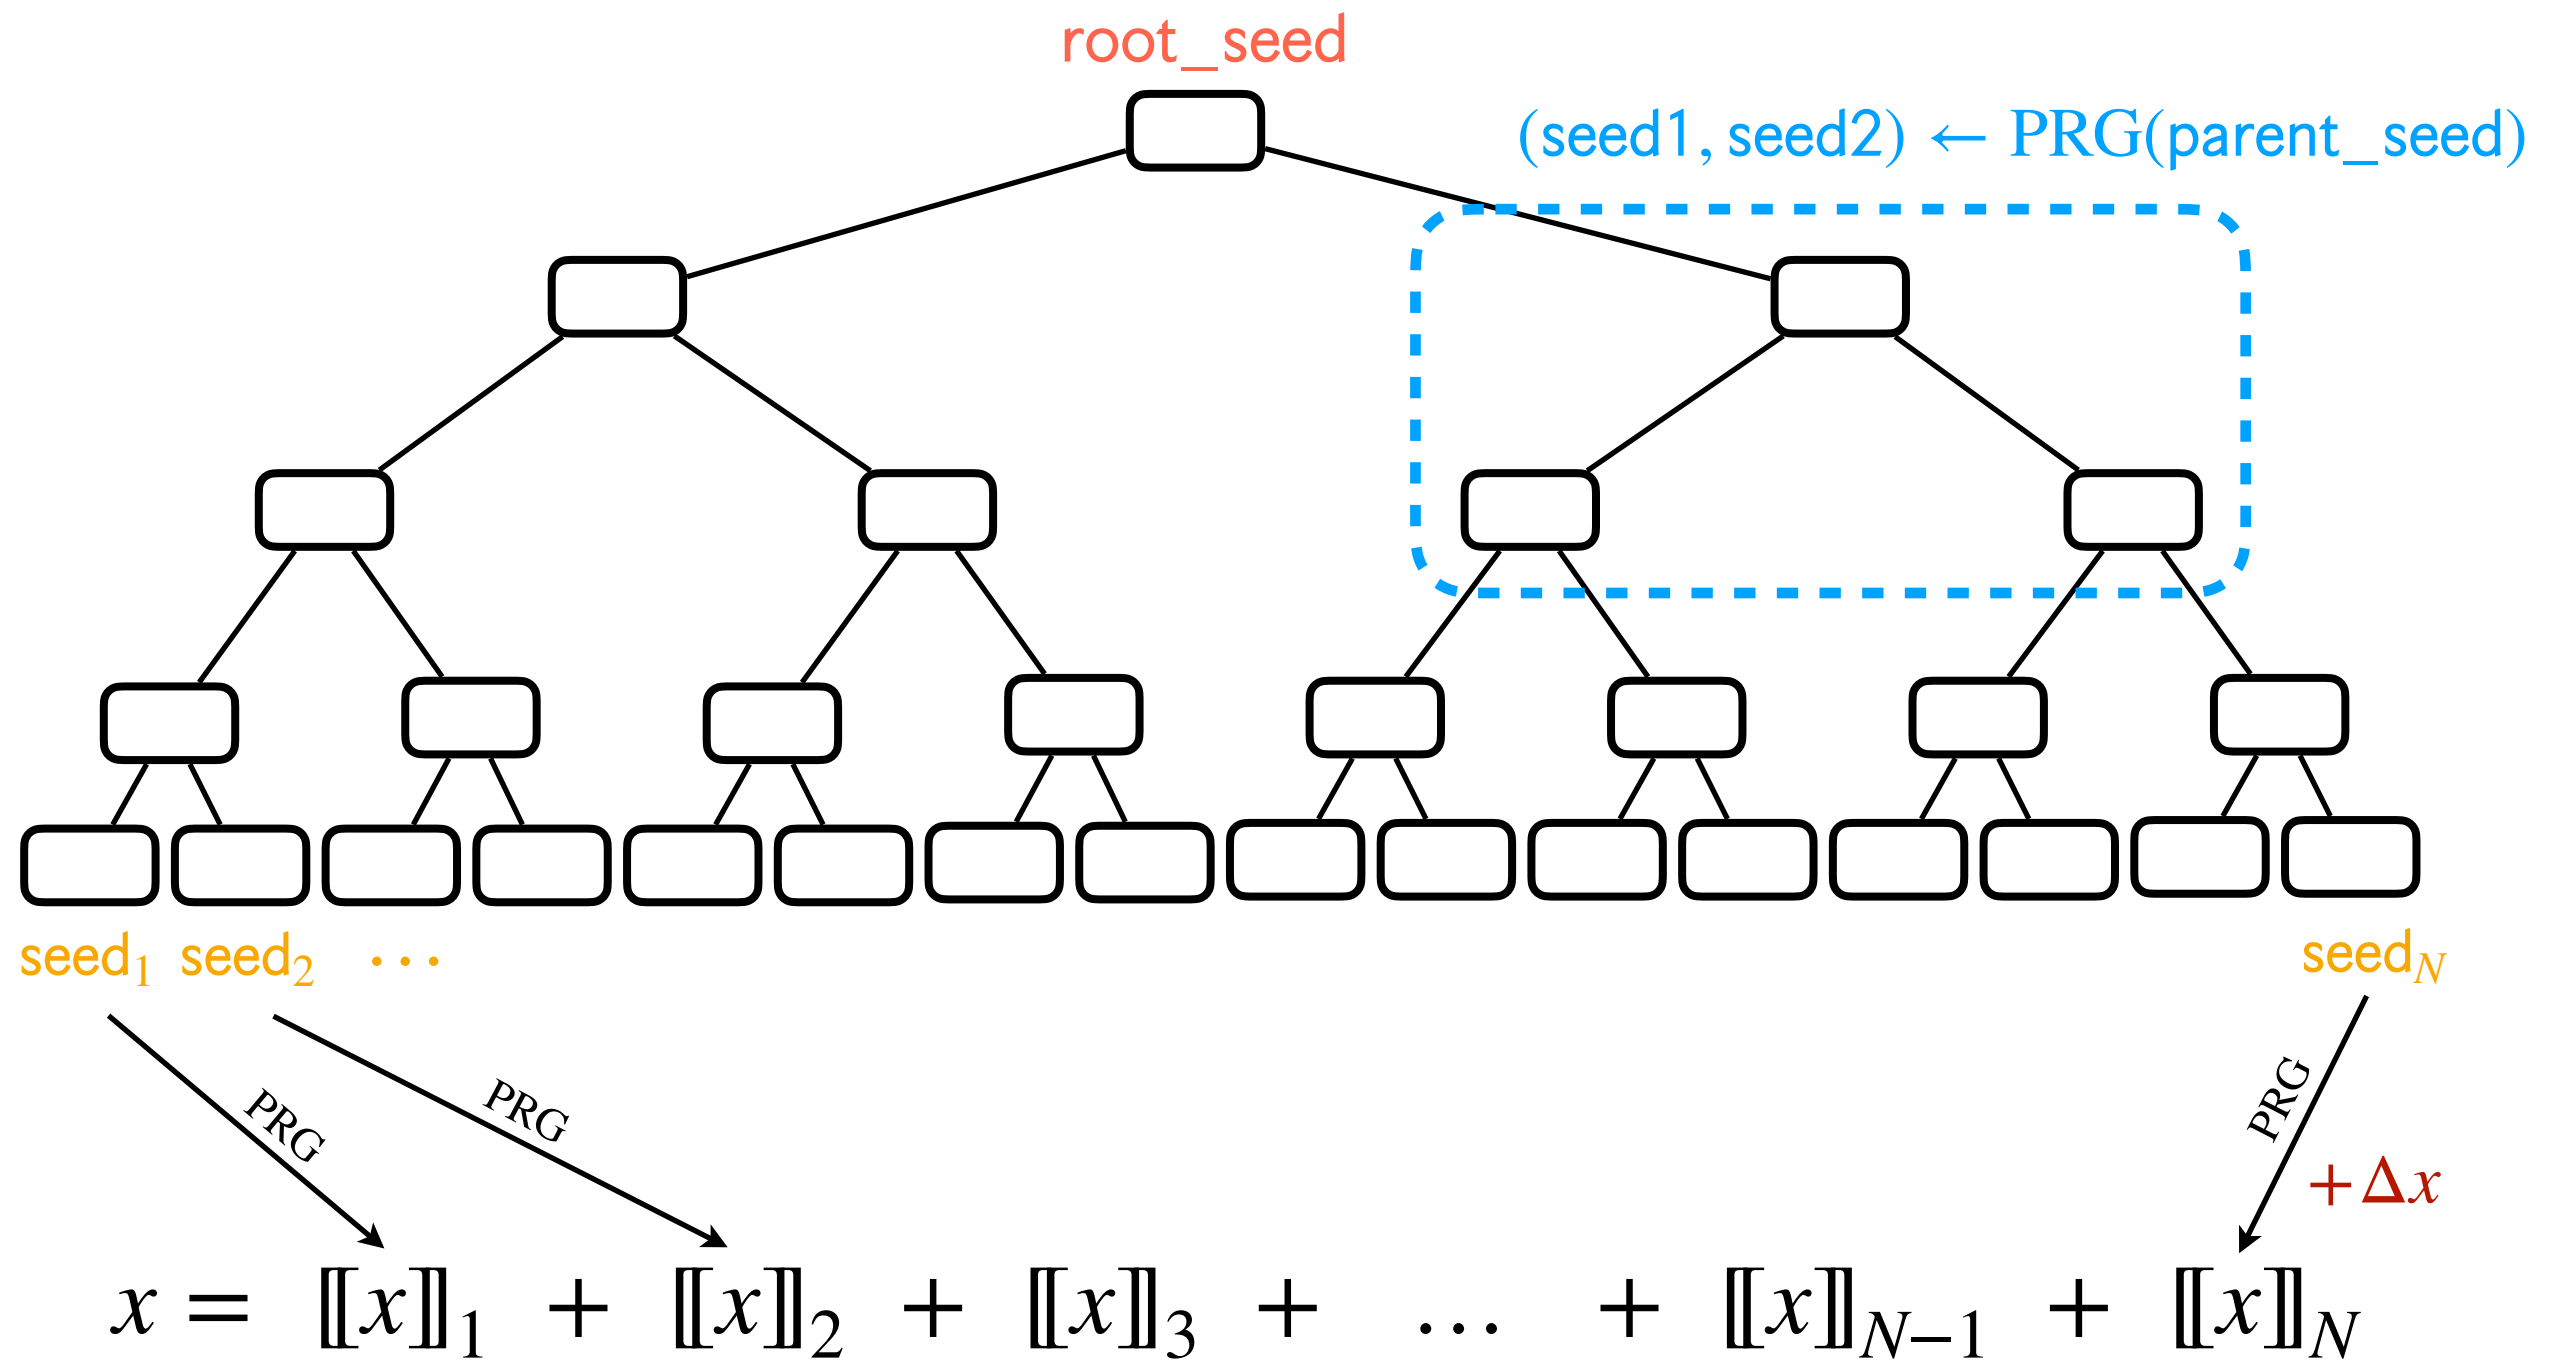 root_seed
(seed1, seed2) ← PRG(parent_seed)
seed₁ seed₂ ⋯ seed_N
PRG PRG PRG
+Δx
x = ⟦x⟧₁ + ⟦x⟧₂ + ⟦x⟧₃ + … + ⟦x⟧_{N−1} + ⟦x⟧_N